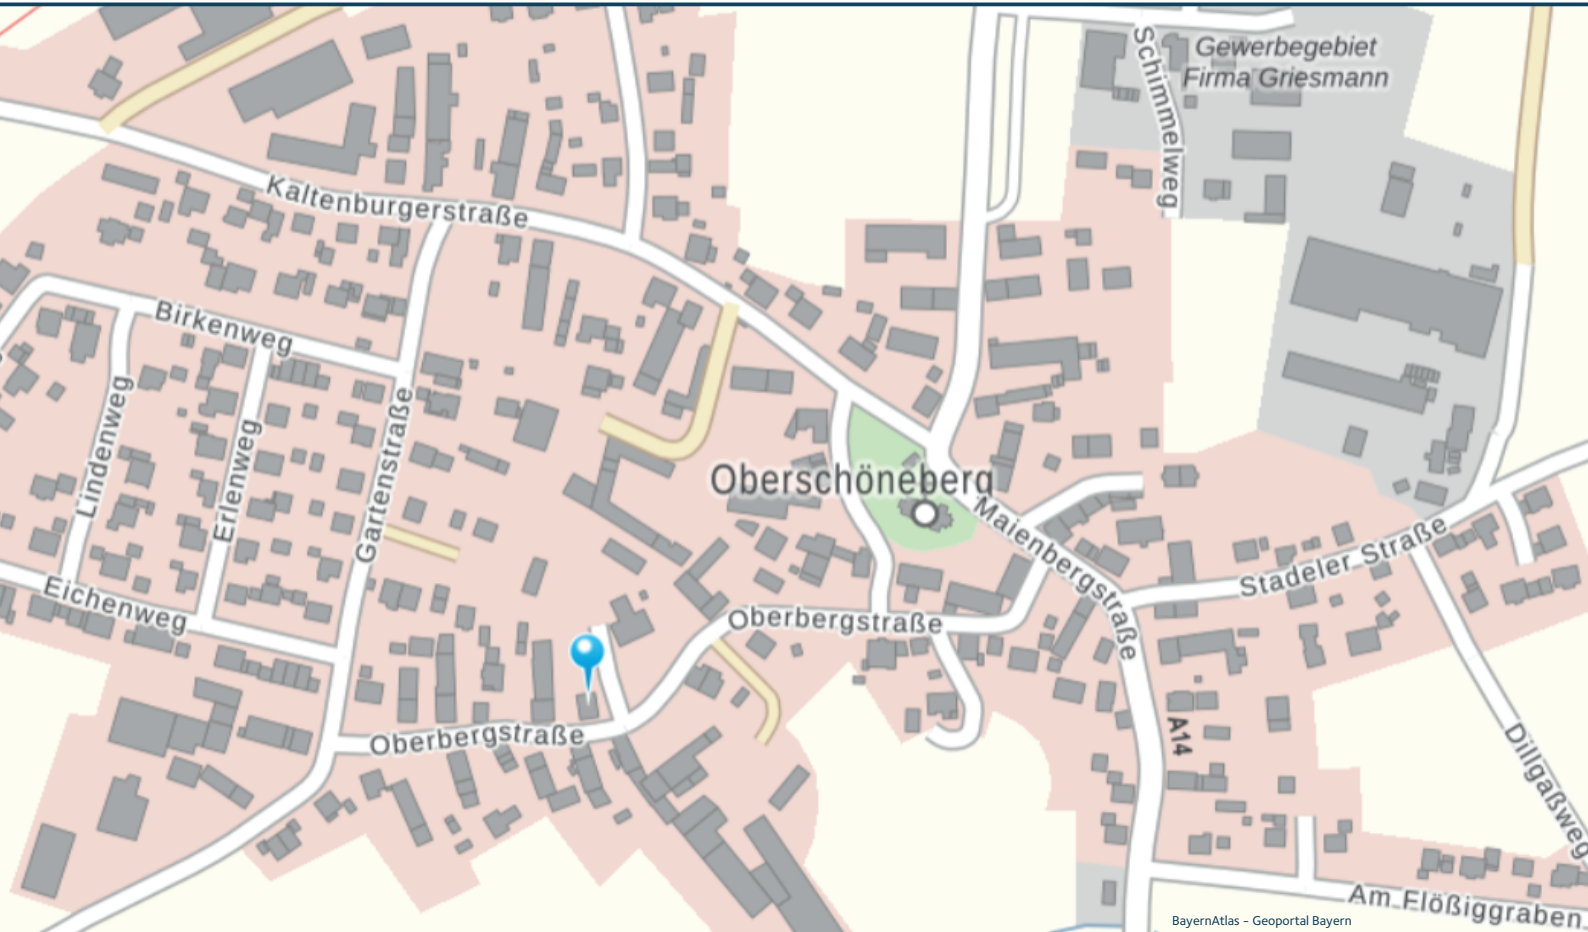 Gewerbegebiet
Firma Griesmann
Schimmelweg
Kaltenburgerstraße
Birkenweg
Lindenweg
Erlenweg
Gartenstraße
Oberschöneberg
Maienbergstraße
Stadeler Straße
Eichenweg
Oberbergstraße
Oberbergstraße
A14
Dillgaßweg
Am Flößiggraben
BayernAtlas - Geoportal Bayern